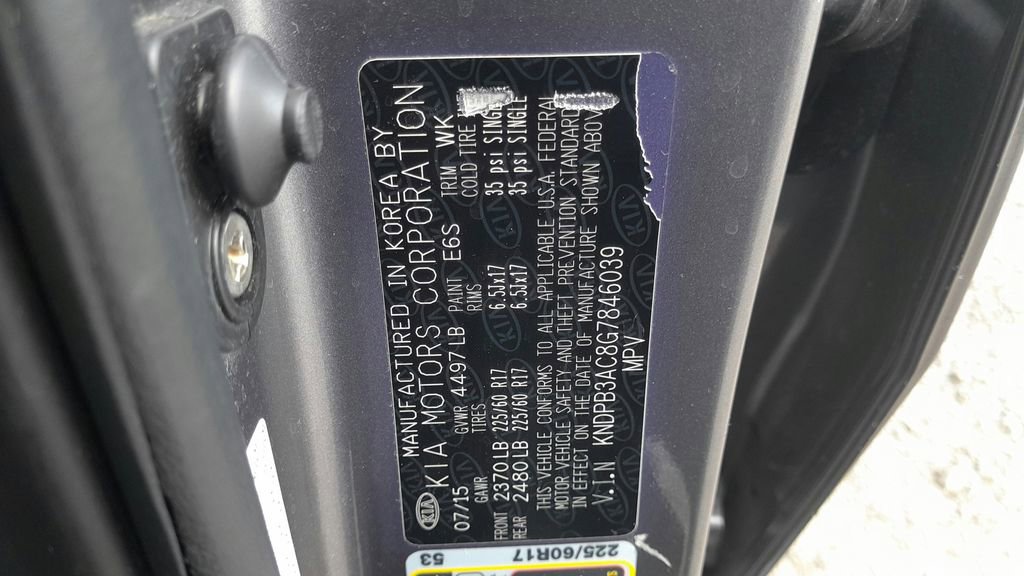 MANUFACTURED IN KOREA BY
KIA KIA MOTORS CORPORATION
07/15 GVWR 4497 LB PAINT E6S TRIM WK
GAWR TIRES RIMS COLD TIRE
FRONT 2370 LB 225/60 R17 6.5Jx17 35 psi SINGLE
REAR 2480 LB 225/60 R17 6.5Jx17 35 psi SINGLE
THIS VEHICLE CONFORMS TO ALL APPLICABLE U.S.A. FEDERAL
MOTOR VEHICLE SAFETY AND THEFT PREVENTION STANDARD
IN EFFECT ON THE DATE OF MANUFACTURE SHOWN ABOVE
V.I.N KNDPB3AC8G7846039
MPV
225/60R17
53